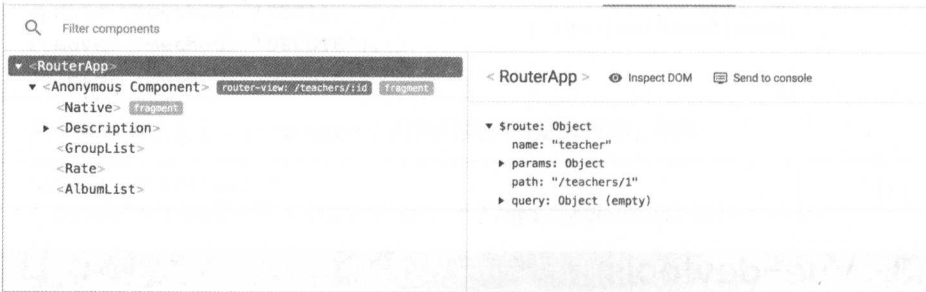 Filter components
▼ <RouterApp>
▼ <Anonymous Component> router-view: /teachers/:id fragment
<Native> fragment
▶ <Description>
<GroupList>
<Rate>
<AlbumList>
< RouterApp > Inspect DOM Send to console
▼ $route: Object
name: "teacher"
▶ params: Object
path: "/teachers/1"
▶ query: Object (empty)